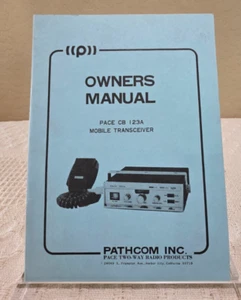 ((p))
OWNERS
MANUAL
PACE CB 123A
MOBILE TRANSCEIVER
PATHCOM INC.
PACE TWO-WAY RADIO PRODUCTS